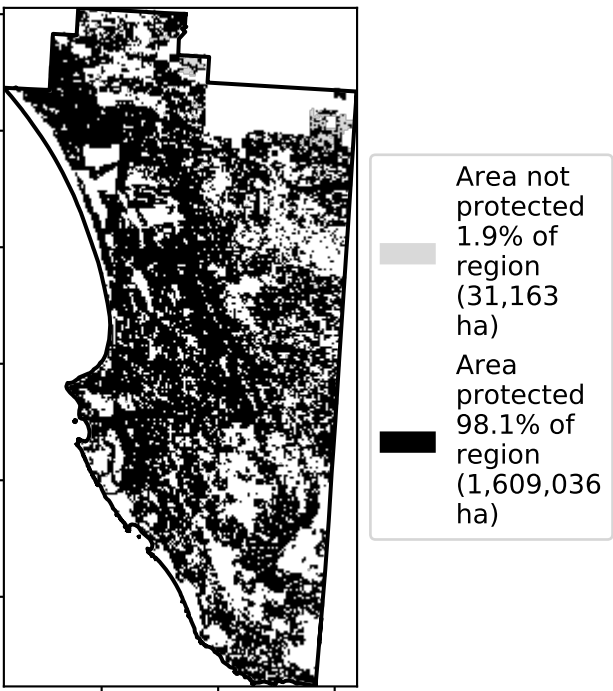 Area not
protected
1.9% of
region
(31,163
ha)
Area
protected
98.1% of
region
(1,609,036
ha)